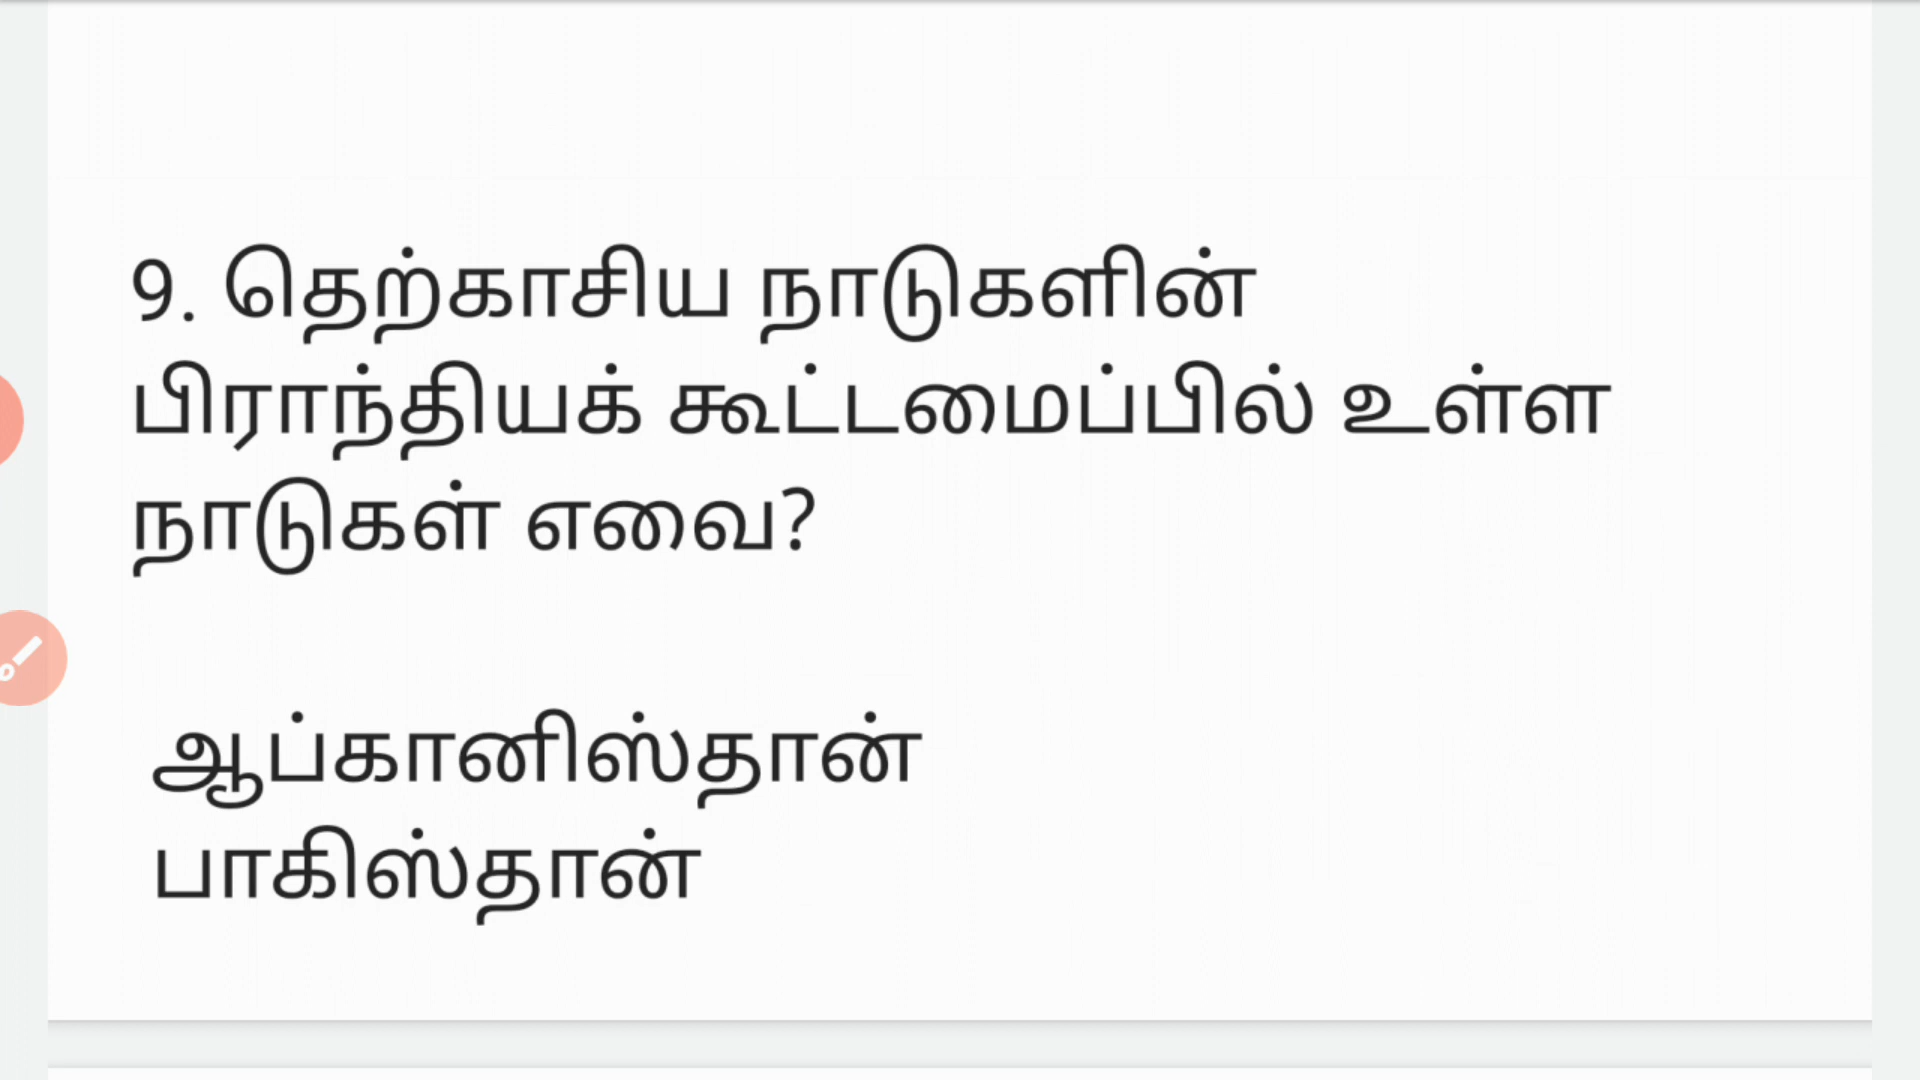 9. தெற்காசிய நாடுகளின்
பிராந்தியக் கூட்டமைப்பில் உள்ள
நாடுகள் எவை?
ஆப்கானிஸ்தான்
பாகிஸ்தான்